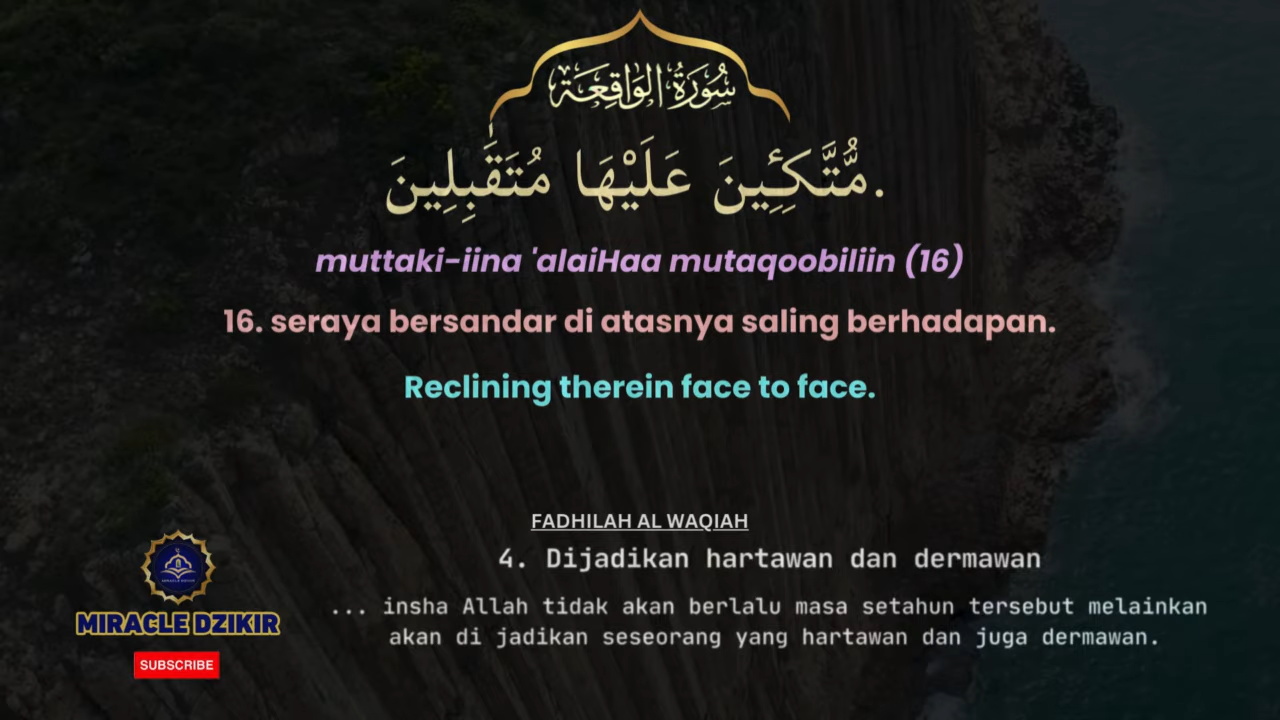 سُورَةُ الوَاقِعَة
مُّتَّكِـِٔينَ عَلَيْهَا مُتَقَٰبِلِينَ.
muttaki-iina 'alaiHaa mutaqoobiliin (16)
16. seraya bersandar di atasnya saling berhadapan.
Reclining therein face to face.
FADHILAH AL WAQIAH
4. Dijadikan hartawan dan dermawan
... insha Allah tidak akan berlalu masa setahun tersebut melainkan
akan di jadikan seseorang yang hartawan dan juga dermawan.
MIRACLE DZIKIR
SUBSCRIBE